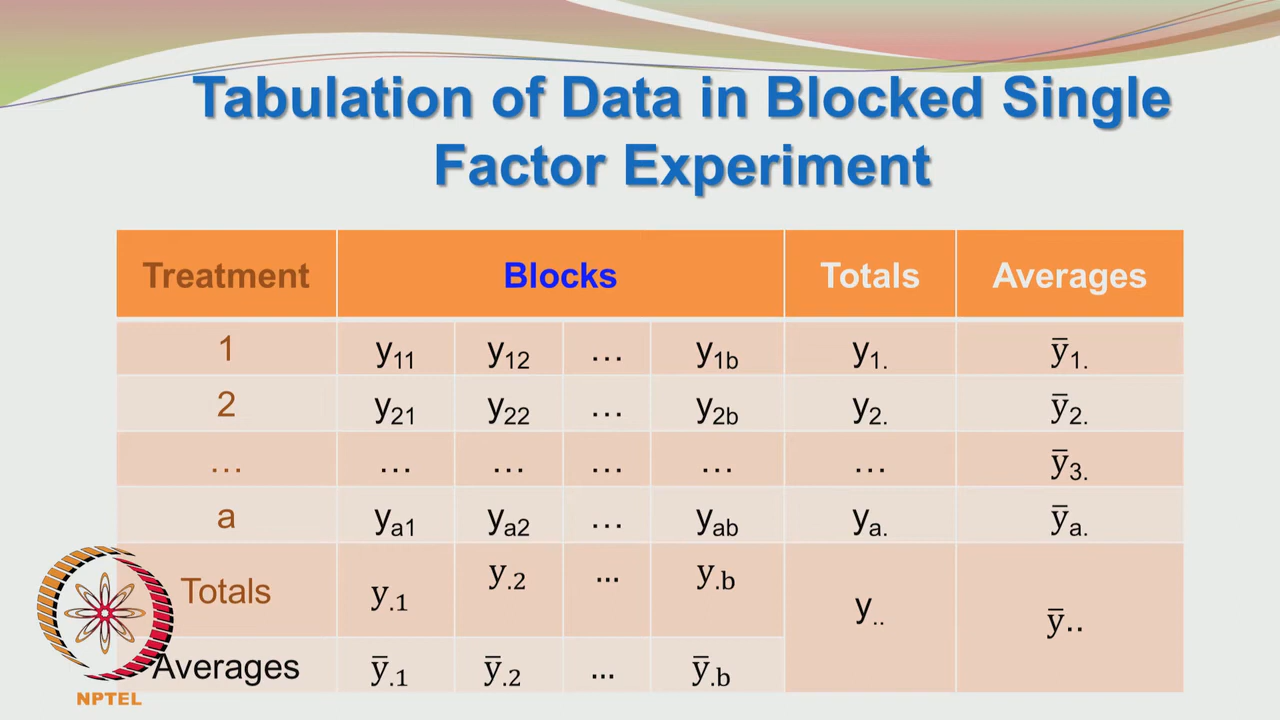 Tabulation of Data in Blocked Single
Factor Experiment
Treatment Blocks Totals Averages
1 y11 y12 … y1b y1. ȳ1.
2 y21 y22 … y2b y2. ȳ2.
… … … … … … ȳ3.
a ya1 ya2 … yab ya. ȳa.
Totals y.1 y.2 ... y.b y.. ȳ..
Averages ȳ.1 ȳ.2 ... ȳ.b
NPTEL